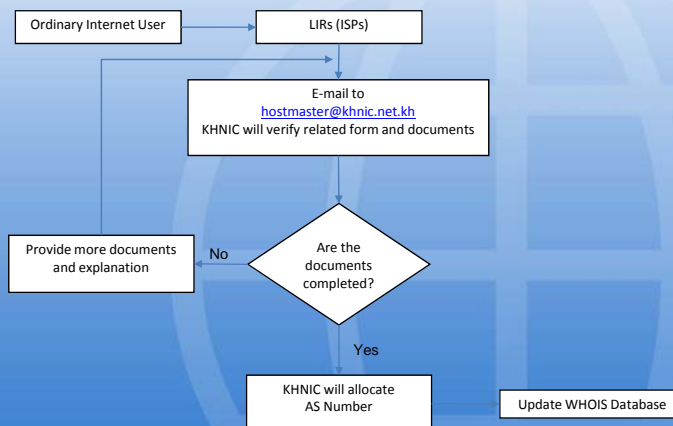 Ordinary Internet User
LIRs (ISPs)
E-mail to
hostmaster@khnic.net.kh
KHNIC will verify related form and documents
Are the
documents
completed?
No
Provide more documents
and explanation
Yes
KHNIC will allocate
AS Number
Update WHOIS Database